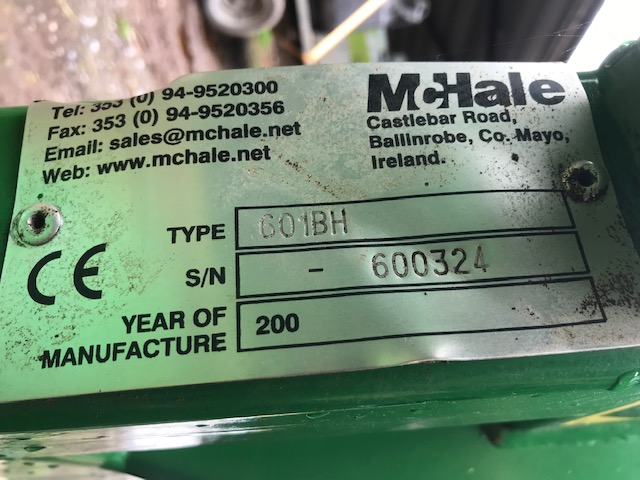 Tel: 353 (0) 94-9520300
Fax: 353 (0) 94-9520356
Email: sales@mchale.net
Web: www.mchale.net
McHale
Castlebar Road,
Ballinrobe, Co. Mayo,
Ireland.
CE
TYPE 601BH
S/N - 600324
YEAR OF
MANUFACTURE 200